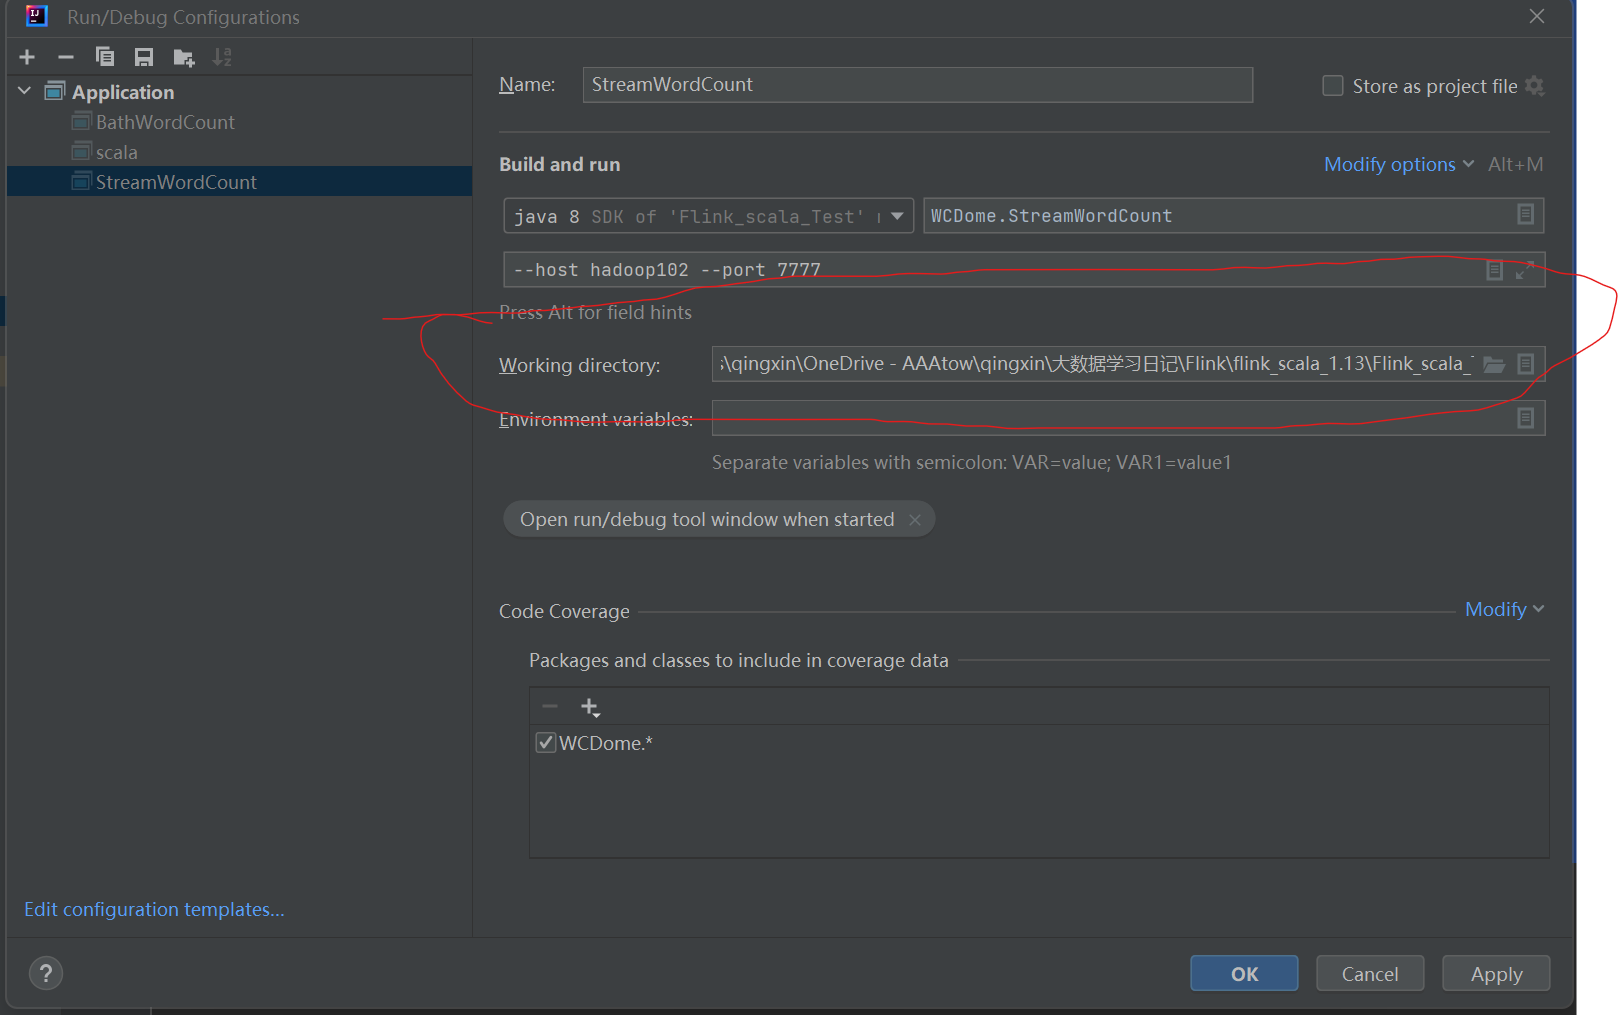 Run/Debug Configurations
Application
BathWordCount
scala
StreamWordCount
Edit configuration templates...
Name: StreamWordCount
Store as project file
Build and run
Modify options Alt+M
java 8 SDK of 'Flink_scala_Test'
WCDome.StreamWordCount
--host hadoop102 --port 7777
Press Alt for field hints
Working directory: \qingxin\OneDrive - AAAtow\qingxin\大数据学习日记\Flink\flink_scala_1.13\Flink_scala_
Environment variables:
Separate variables with semicolon: VAR=value; VAR1=value1
Open run/debug tool window when started
Code Coverage
Modify
Packages and classes to include in coverage data
WCDome.*
?
OK
Cancel
Apply